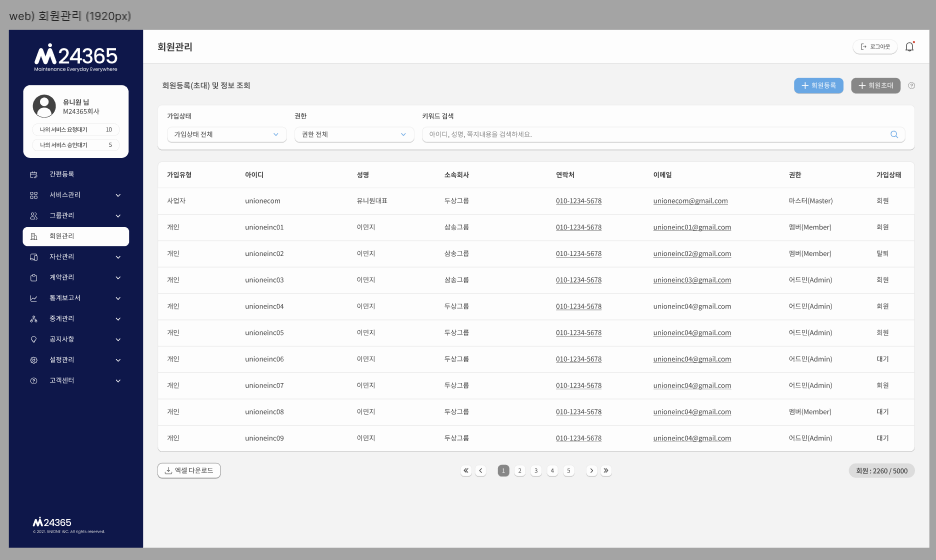 web) 회원관리 (1920px)
M24365
Maintenance Everyday Everywhere
유니원 님
M24365회사
나의 서비스 요청대기 10
나의 서비스 승인대기 5
간편등록
서비스관리
그룹관리
회원관리
자산관리
계약관리
통계보고서
중계관리
공지사항
설정관리
고객센터
M24365
© 2021 UNIONE INC. All rights reserved.
회원관리
로그아웃
회원등록(초대) 및 정보 조회
회원등록
회원초대
가입상태 권한 키워드 검색
가입상태 전체 권한 전체 아이디, 성명, 쪽지내용을 검색하세요.
가입유형 아이디 성명 소속회사 연락처 이메일 권한 가입상태
사업자 unionecom 유니원대표 두상그룹 010-1234-5678 unionecom@gmail.com 마스터(Master) 회원
개인 unioneinc01 이민지 삼송그룹 010-1234-5678 unioneinc01@gmail.com 멤버(Member) 회원
개인 unioneinc02 이민지 삼송그룹 010-1234-5678 unioneinc02@gmail.com 멤버(Member) 탈퇴
개인 unioneinc03 이민지 삼송그룹 010-1234-5678 unioneinc03@gmail.com 어드민(Admin) 회원
개인 unioneinc04 이민지 두상그룹 010-1234-5678 unioneinc04@gmail.com 어드민(Admin) 회원
개인 unioneinc05 이민지 두상그룹 010-1234-5678 unioneinc04@gmail.com 어드민(Admin) 회원
개인 unioneinc06 이민지 두상그룹 010-1234-5678 unioneinc04@gmail.com 어드민(Admin) 대기
개인 unioneinc07 이민지 두상그룹 010-1234-5678 unioneinc04@gmail.com 어드민(Admin) 회원
개인 unioneinc08 이민지 두상그룹 010-1234-5678 unioneinc04@gmail.com 멤버(Member) 대기
개인 unioneinc09 이민지 두상그룹 010-1234-5678 unioneinc04@gmail.com 어드민(Admin) 대기
엑셀 다운로드
1 2 3 4 5
회원 : 2260 / 5000